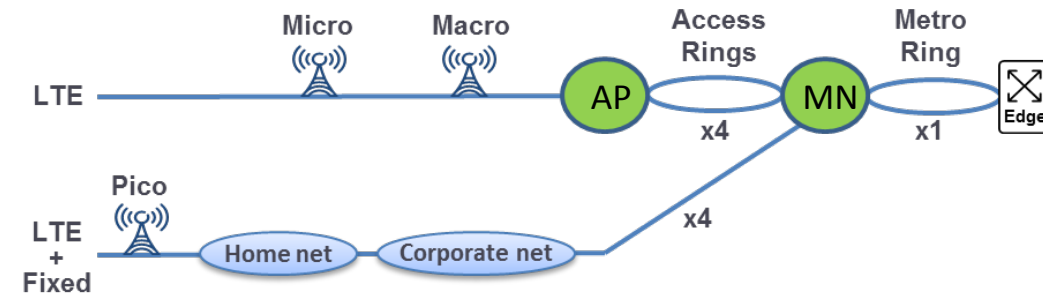 Micro
Macro
Access
Rings
Metro
Ring
LTE
AP
MN
Edge
x4
x1
Pico
x4
LTE
+
Fixed
Home net
Corporate net